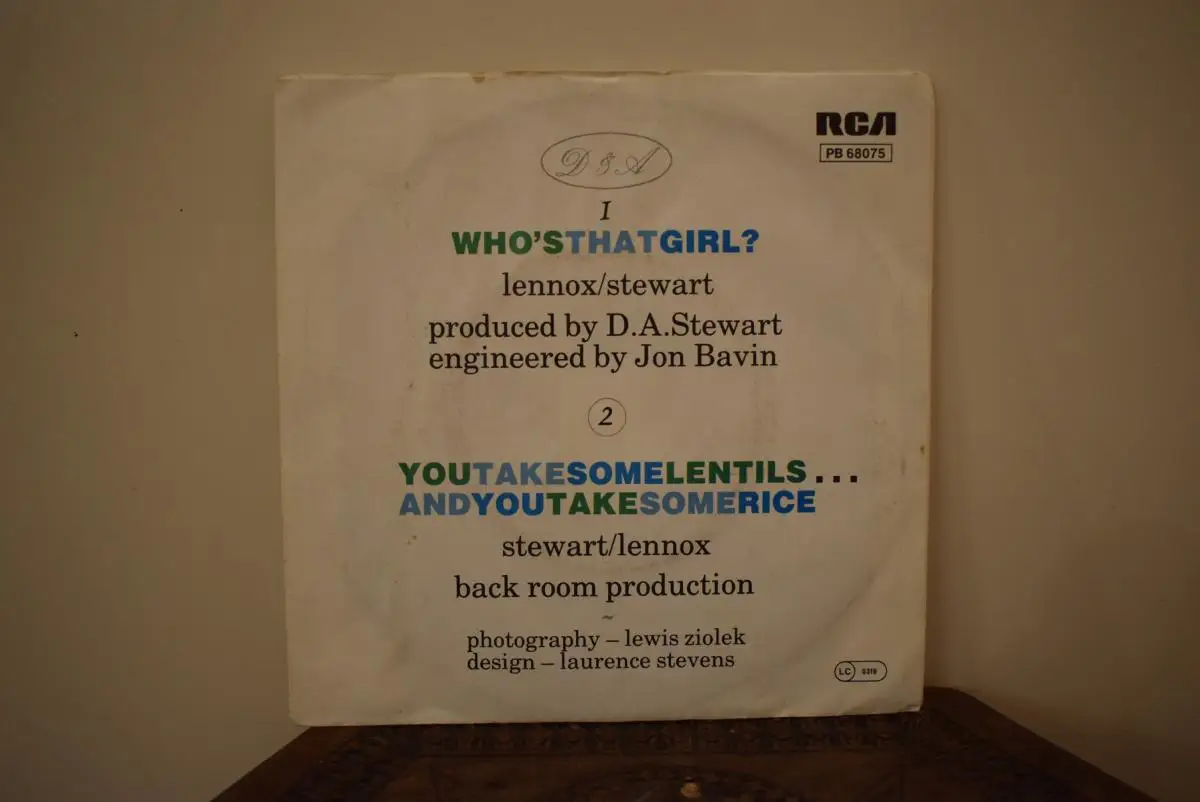 RCA
PB 68075
D & A
1
WHO'STHATGIRL?
lennox/stewart
produced by D.A.Stewart
engineered by Jon Bavin
2
YOUTAKESOMELENTILS...
ANDYOUTAKESOMERICE
stewart/lennox
back room production
~
photography – lewis ziolek
design – laurence stevens
LC 0316